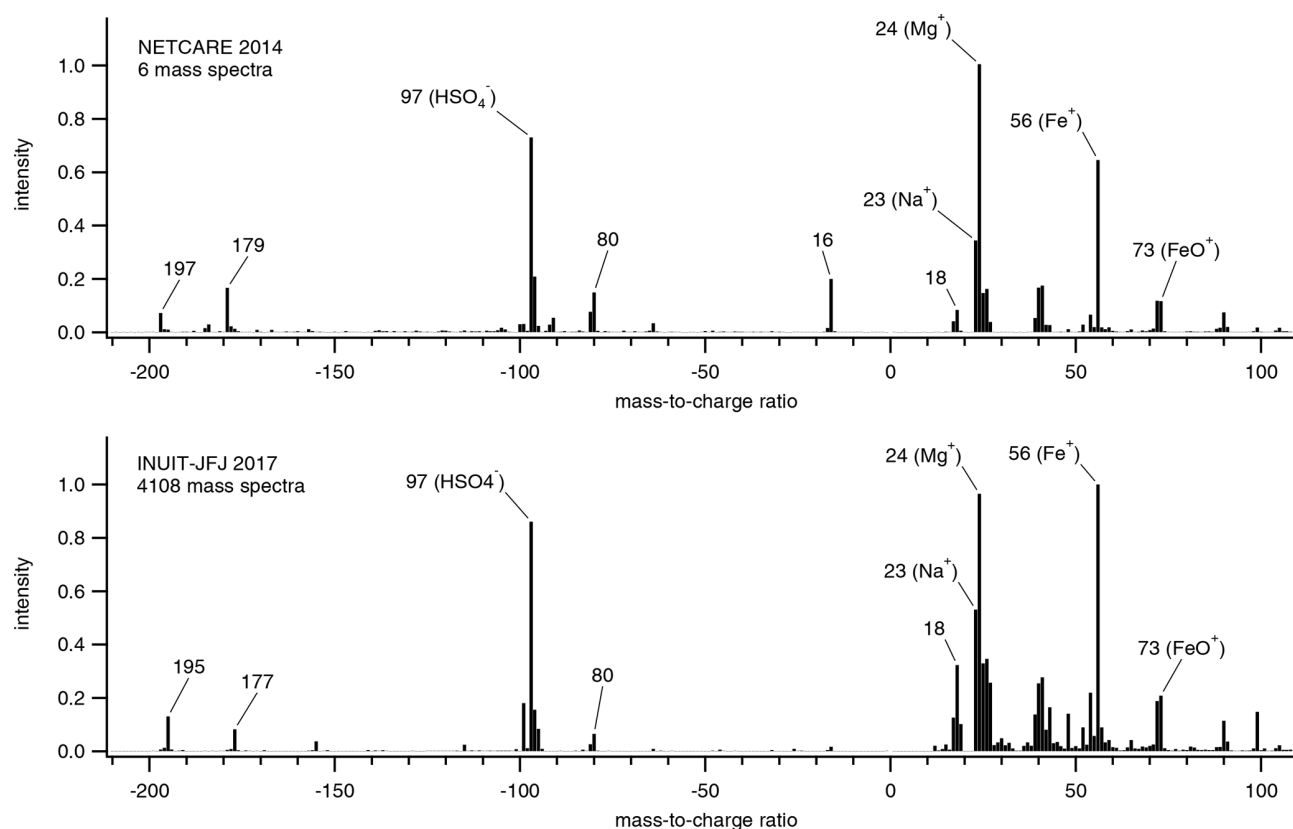 NETCARE 2014
6 mass spectra
24 (Mg⁺)
97 (HSO₄⁻)
56 (Fe⁺)
23 (Na⁺)
73 (FeO⁺)
197
179
80
16
18
1.0
0.8
0.6
0.4
0.2
0.0
intensity
-200
-150
-100
-50
0
50
100
mass-to-charge ratio
INUIT-JFJ 2017
4108 mass spectra
24 (Mg⁺)
56 (Fe⁺)
97 (HSO4⁻)
23 (Na⁺)
18
73 (FeO⁺)
195
177
80
1.0
0.8
0.6
0.4
0.2
0.0
intensity
-200
-150
-100
-50
0
50
100
mass-to-charge ratio